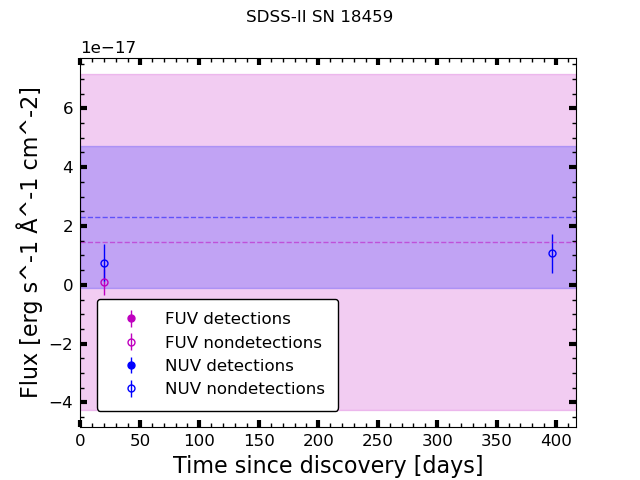 SDSS-II SN 18459
1e−17
Flux [erg s^-1 Å^-1 cm^-2]
6
4
2
0
−2
−4
FUV detections
FUV nondetections
NUV detections
NUV nondetections
0 50 100 150 200 250 300 350 400
Time since discovery [days]